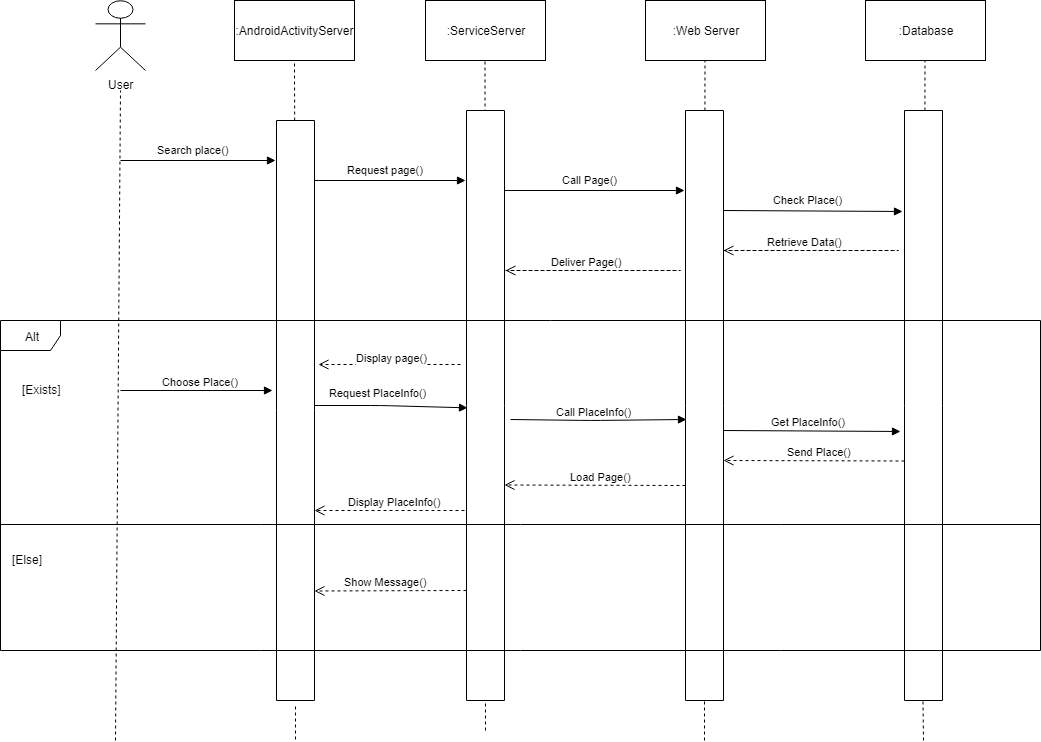 :AndroidActivityServer
:ServiceServer
:Web Server
:Database
User
Search place()
Request page()
Call Page()
Check Place()
Retrieve Data()
Deliver Page()
Alt
Display page()
[Exists]
Choose Place()
Request PlaceInfo()
Call PlaceInfo()
Get PlaceInfo()
Send Place()
Load Page()
Display PlaceInfo()
[Else]
Show Message()